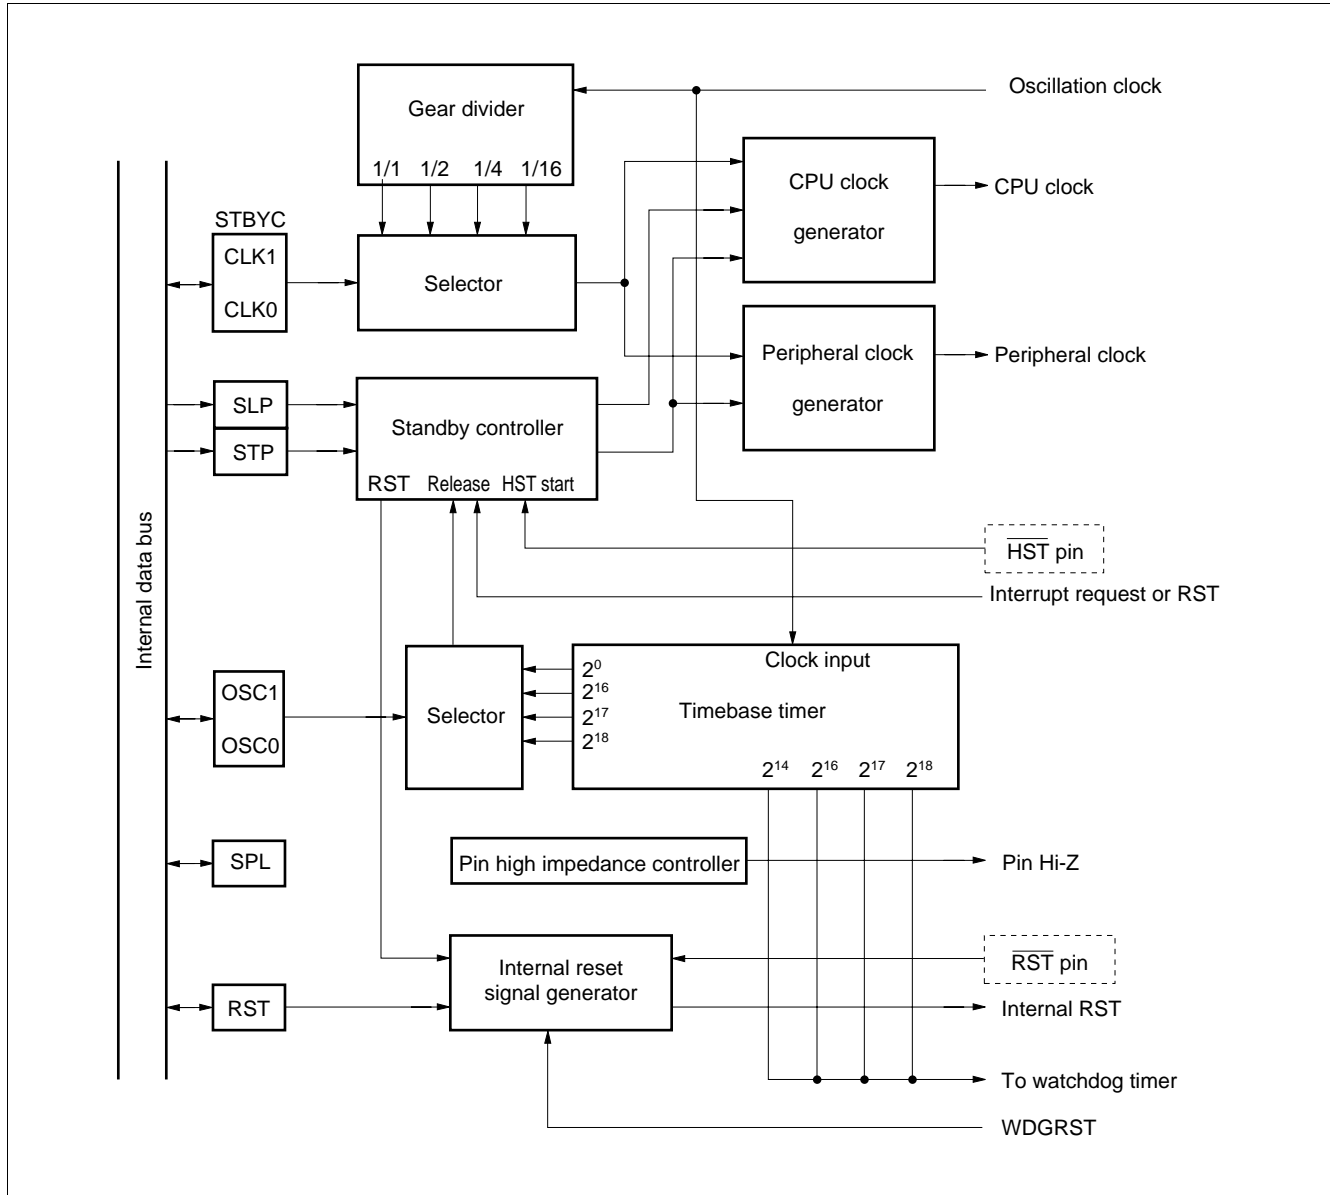 Oscillation clock
Gear divider
1/1 1/2 1/4 1/16
CPU clock
generator
CPU clock
STBYC
CLK1
CLK0
Selector
Peripheral clock
generator
Peripheral clock
SLP
STP
Standby controller
RST Release HST start
Internal data bus
HST pin
Interrupt request or RST
OSC1
OSC0
Selector
Clock input
Timebase timer
2⁰
2¹⁶
2¹⁷
2¹⁸
2¹⁴ 2¹⁶ 2¹⁷ 2¹⁸
SPL
Pin high impedance controller
Pin Hi-Z
Internal reset
signal generator
RST pin
RST
Internal RST
To watchdog timer
WDGRST